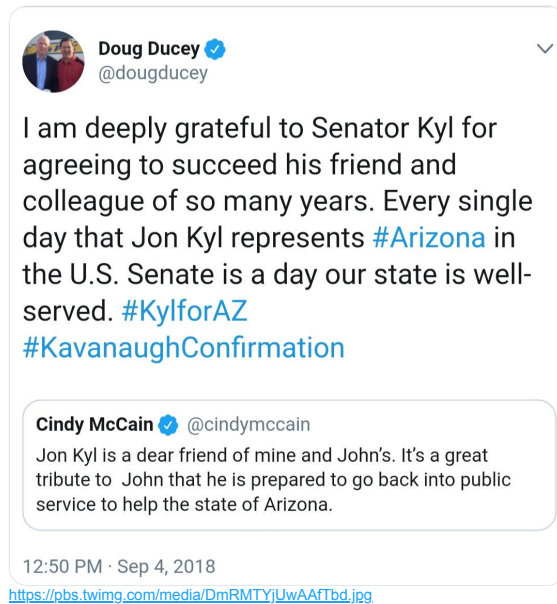 Doug Ducey
@dougducey
I am deeply grateful to Senator Kyl for
agreeing to succeed his friend and
colleague of so many years. Every single
day that Jon Kyl represents #Arizona in
the U.S. Senate is a day our state is well-
served. #KylforAZ
#KavanaughConfirmation
Cindy McCain @cindymccain
Jon Kyl is a dear friend of mine and John's. It's a great
tribute to  John that he is prepared to go back into public
service to help the state of Arizona.
12:50 PM · Sep 4, 2018
https://pbs.twimg.com/media/DmRMTYjUwAAfTbd.jpg